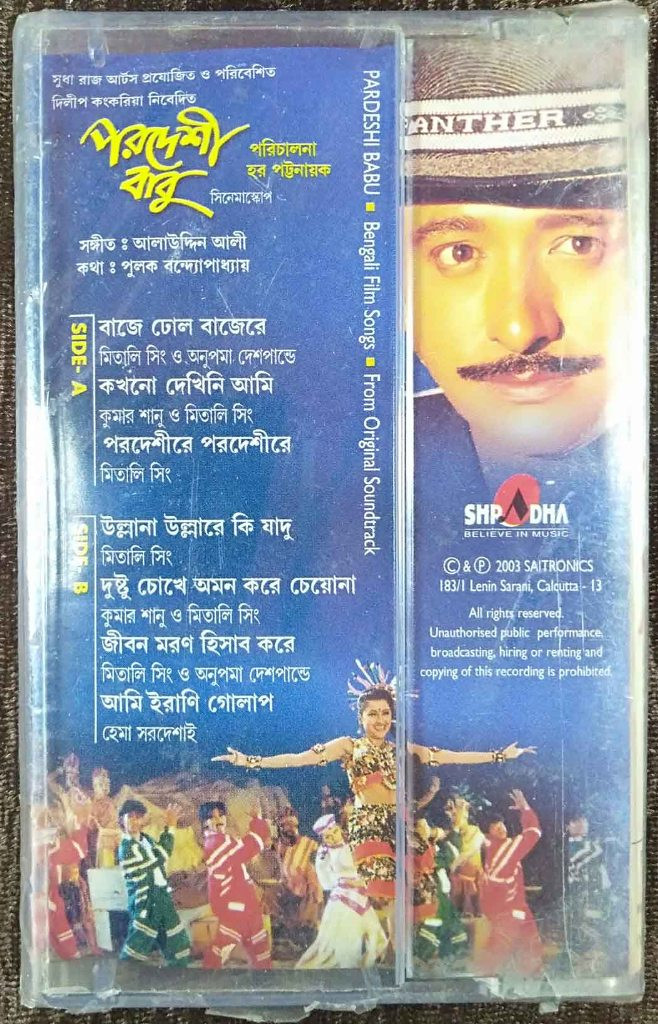 সুধা রাজ আর্টস প্রযোজিত ও পরিবেশিত
দিলীপ কংকরিয়া নিবেদিত
পরদেশী
বাবু
পরিচালনা
হর পট্টনায়ক
সিনেমাস্কোপ
সঙ্গীত : আলাউদ্দিন আলী
কথা : পুলক বন্দ্যোপাধ্যায়
SIDE- A
বাজে ঢোল বাজেরে
মিতালি সিং ও অনুপমা দেশপান্ডে
কখনো দেখিনি আমি
কুমার শানু ও মিতালি সিং
পরদেশীরে পরদেশীরে
মিতালি সিং
SIDE- B
উল্লানা উল্লারে কি যাদু
মিতালি সিং
দুষ্টু চোখে অমন করে চেয়োনা
কুমার শানু ও মিতালি সিং
জীবন মরণ হিসাব করে
মিতালি সিং ও অনুপমা দেশপান্ডে
আমি ইরাণি গোলাপ
হেমা সরদেশাই
PARDESHI BABU ■ Bengali Film Songs ■ From Original Soundtrack
ANTHER
SHRADHA
BELIEVE IN MUSIC
© & ℗ 2003 SAITRONICS
183/1 Lenin Sarani, Calcutta - 13
All rights reserved.
Unauthorised public performance,
broadcasting, hiring or renting and
copying of this recording is prohibited.